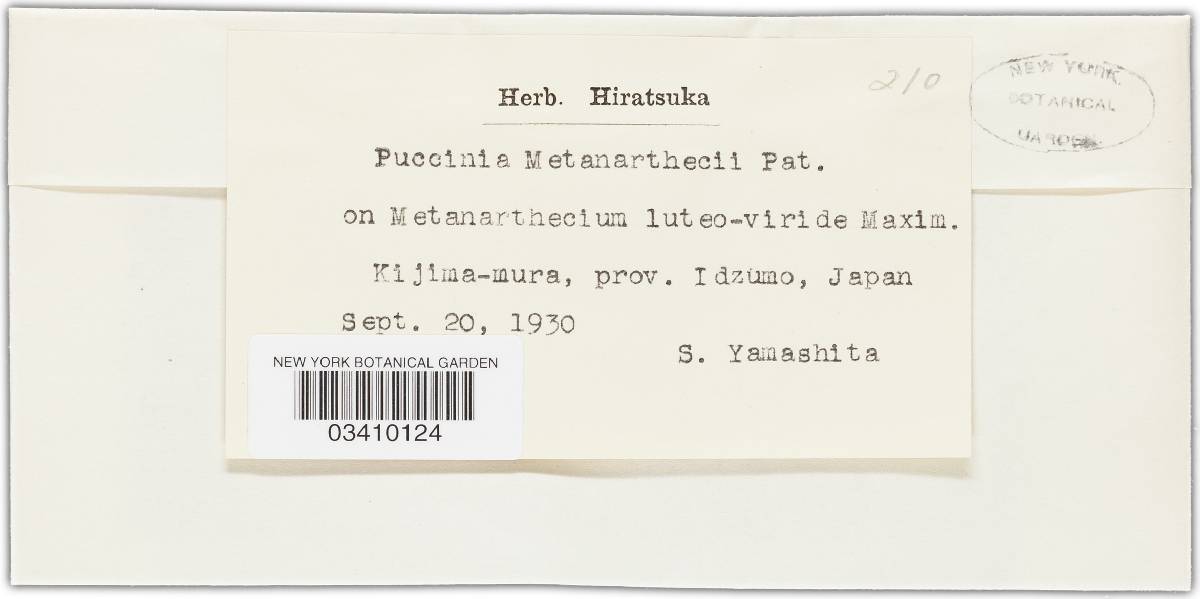 210
NEW YORK
BOTANICAL
GARDEN
Herb. Hiratsuka
Puccinia Metanarthecii Pat.
on Metanarthecium luteo-viride Maxim.
Kijima-mura, prov. Idzumo, Japan
Sept. 20, 1930
S. Yamashita
NEW YORK BOTANICAL GARDEN
03410124